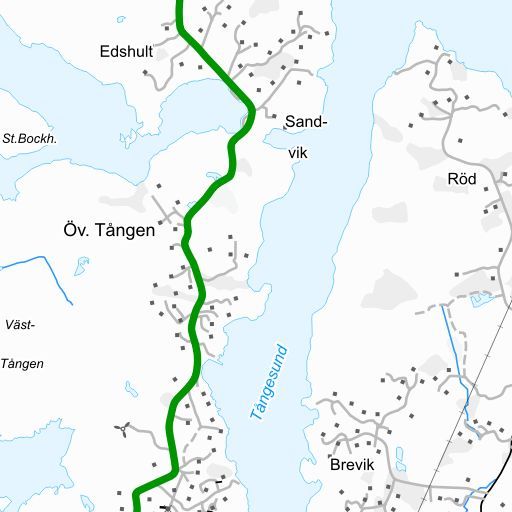 Edshult
Sand-
vik
St.Bockh.
Röd
Öv. Tången
Väst-
Tången
Tångesund
Brevik